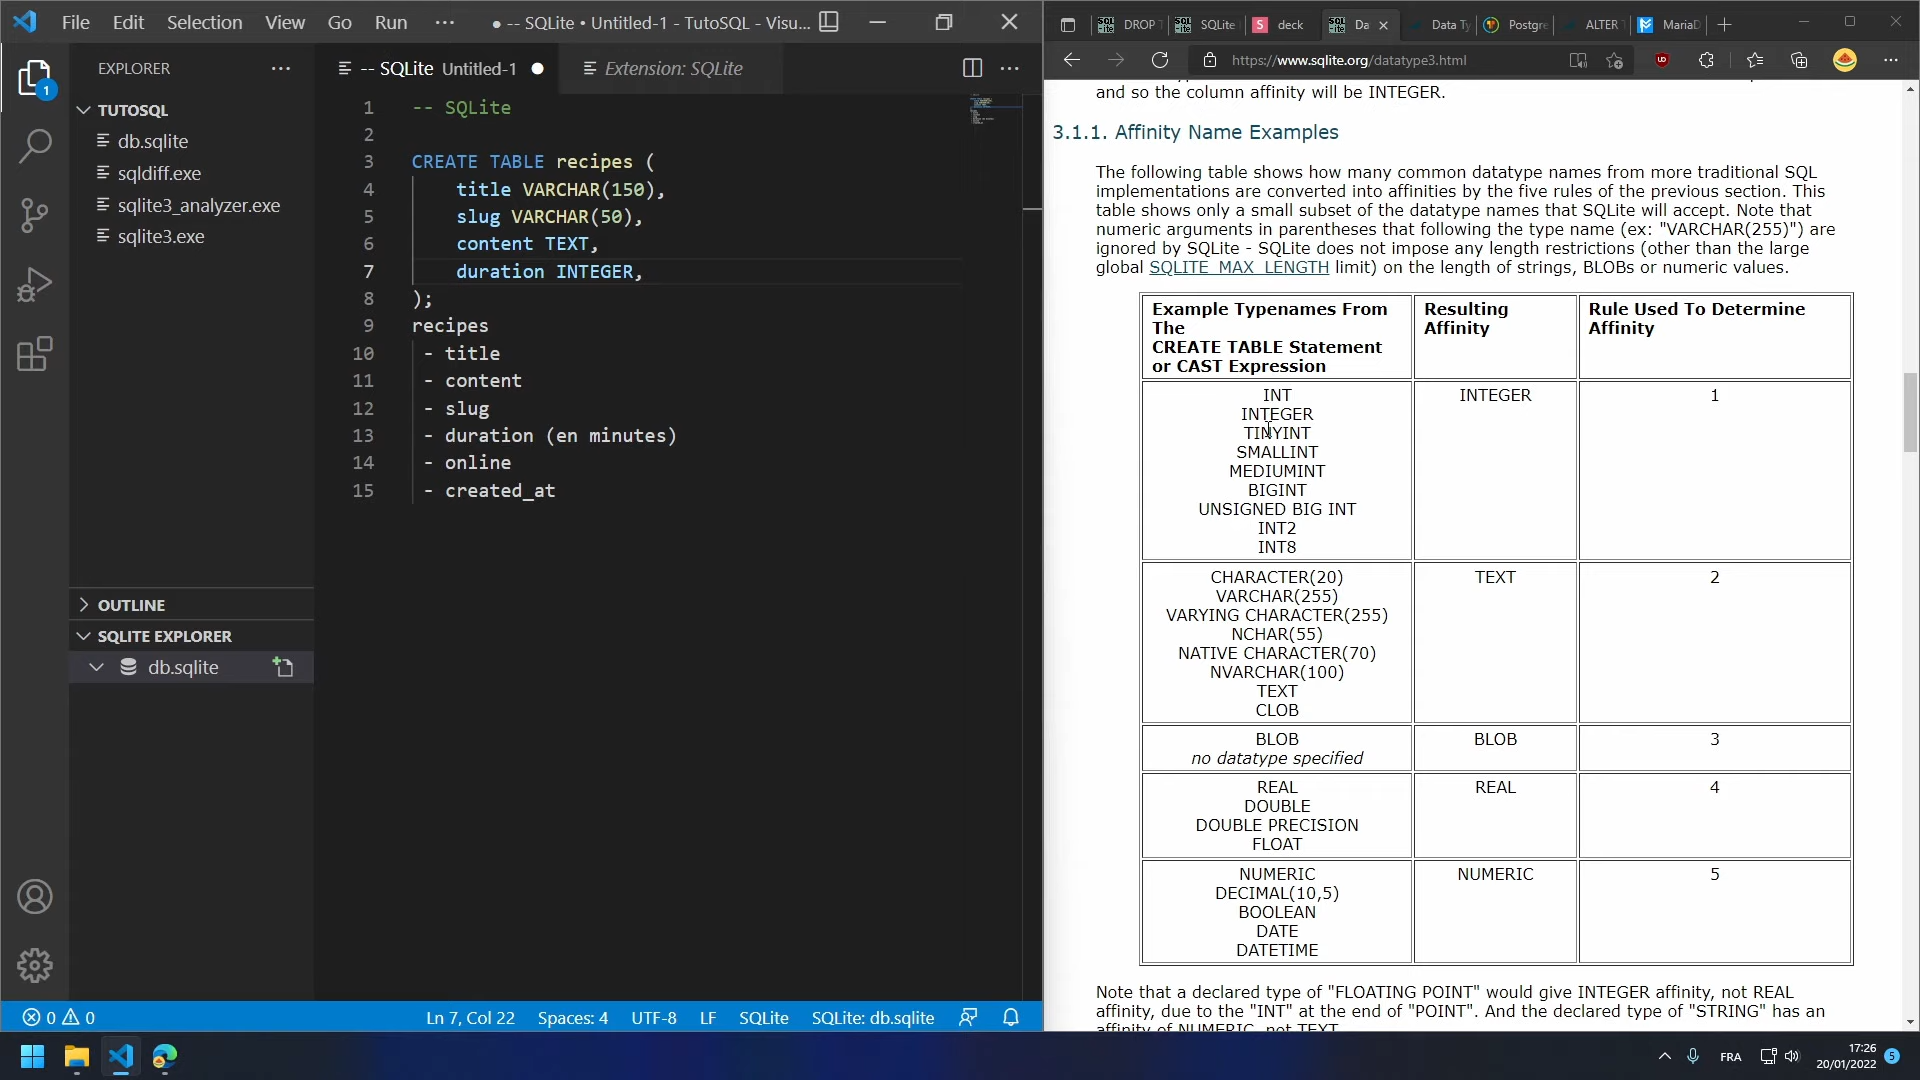 File Edit Selection View Go Run ··· ● -- SQLite • Untitled-1 - TutoSQL - Visu...
EXPLORER ···
TUTOSQL
db.sqlite
sqldiff.exe
sqlite3_analyzer.exe
sqlite3.exe
OUTLINE
SQLITE EXPLORER
db.sqlite
1
-- SQLite Untitled-1 ●
Extension: SQLite
1 -- SQLite
2
3 CREATE TABLE recipes (
4 title VARCHAR(150),
5 slug VARCHAR(50),
6 content TEXT,
7 duration INTEGER,
8 );
9 recipes
10 - title
11 - content
12 - slug
13 - duration (en minutes)
14 - online
15 - created_at
0 0 Ln 7, Col 22 Spaces: 4 UTF-8 LF SQLite SQLite: db.sqlite
DROP SQLite deck Da Data Ty Postgre ALTER MariaD
https://www.sqlite.org/datatype3.html
and so the column affinity will be INTEGER.
3.1.1. Affinity Name Examples
The following table shows how many common datatype names from more traditional SQL
implementations are converted into affinities by the five rules of the previous section. This
table shows only a small subset of the datatype names that SQLite will accept. Note that
numeric arguments in parentheses that following the type name (ex: "VARCHAR(255)") are
ignored by SQLite - SQLite does not impose any length restrictions (other than the large
global SQLITE_MAX_LENGTH limit) on the length of strings, BLOBs or numeric values.
Example Typenames From
The
CREATE TABLE Statement
or CAST Expression
Resulting
Affinity
Rule Used To Determine
Affinity
INT
INTEGER
TINYINT
SMALLINT
MEDIUMINT
BIGINT
UNSIGNED BIG INT
INT2
INT8
INTEGER
1
CHARACTER(20)
VARCHAR(255)
VARYING CHARACTER(255)
NCHAR(55)
NATIVE CHARACTER(70)
NVARCHAR(100)
TEXT
CLOB
TEXT
2
BLOB
no datatype specified
BLOB
3
REAL
DOUBLE
DOUBLE PRECISION
FLOAT
REAL
4
NUMERIC
DECIMAL(10,5)
BOOLEAN
DATE
DATETIME
NUMERIC
5
Note that a declared type of "FLOATING POINT" would give INTEGER affinity, not REAL
affinity, due to the "INT" at the end of "POINT". And the declared type of "STRING" has an
affinity of NUMERIC, not TEXT.
FRA
17:26
20/01/2022
5